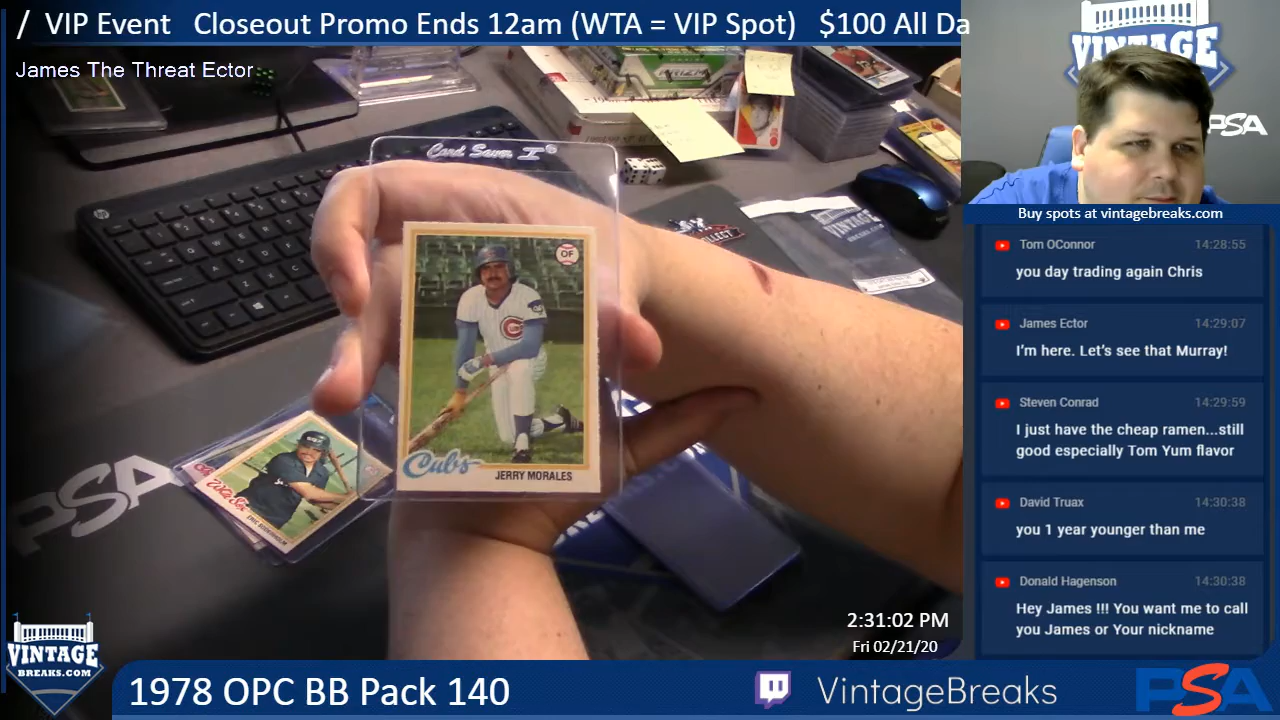 / VIP Event Closeout Promo Ends 12am (WTA = VIP Spot) $100 All Da
James The Threat Ector
Card Saver I®
OF
Cubs
JERRY MORALES
PSA
2:31:02 PM
Fri 02/21/20
VINTAGE
BREAKS.COM
1978 OPC BB Pack 140
VintageBreaks
PSA
VINTAGE
PSA
Buy spots at vintagebreaks.com
Tom OConnor 14:28:55
you day trading again Chris
James Ector 14:29:07
I'm here. Let's see that Murray!
Steven Conrad 14:29:59
I just have the cheap ramen...still
good especially Tom Yum flavor
David Truax 14:30:38
you 1 year younger than me
Donald Hagenson 14:30:38
Hey James !!! You want me to call
you James or Your nickname